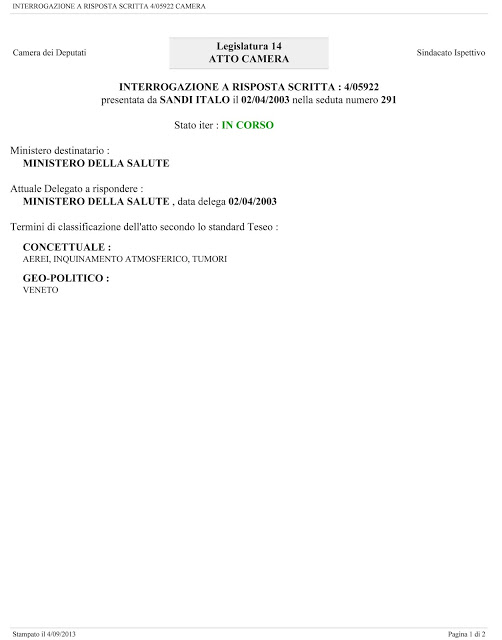 INTERROGAZIONE A RISPOSTA SCRITTA 4/05922 CAMERA
Camera dei Deputati
Legislatura 14
ATTO CAMERA
Sindacato Ispettivo
INTERROGAZIONE A RISPOSTA SCRITTA : 4/05922
presentata da SANDI ITALO il 02/04/2003 nella seduta numero 291
Stato iter : IN CORSO
Ministero destinatario :
MINISTERO DELLA SALUTE
Attuale Delegato a rispondere :
MINISTERO DELLA SALUTE , data delega 02/04/2003
Termini di classificazione dell'atto secondo lo standard Teseo :
CONCETTUALE :
AEREI, INQUINAMENTO ATMOSFERICO, TUMORI
GEO-POLITICO :
VENETO
Stampato il 4/09/2013
Pagina 1 di 2